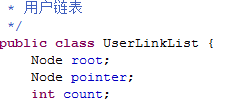 * 用户链表
*/
public class UserLinkList {
Node root;
Node pointer;
int count;